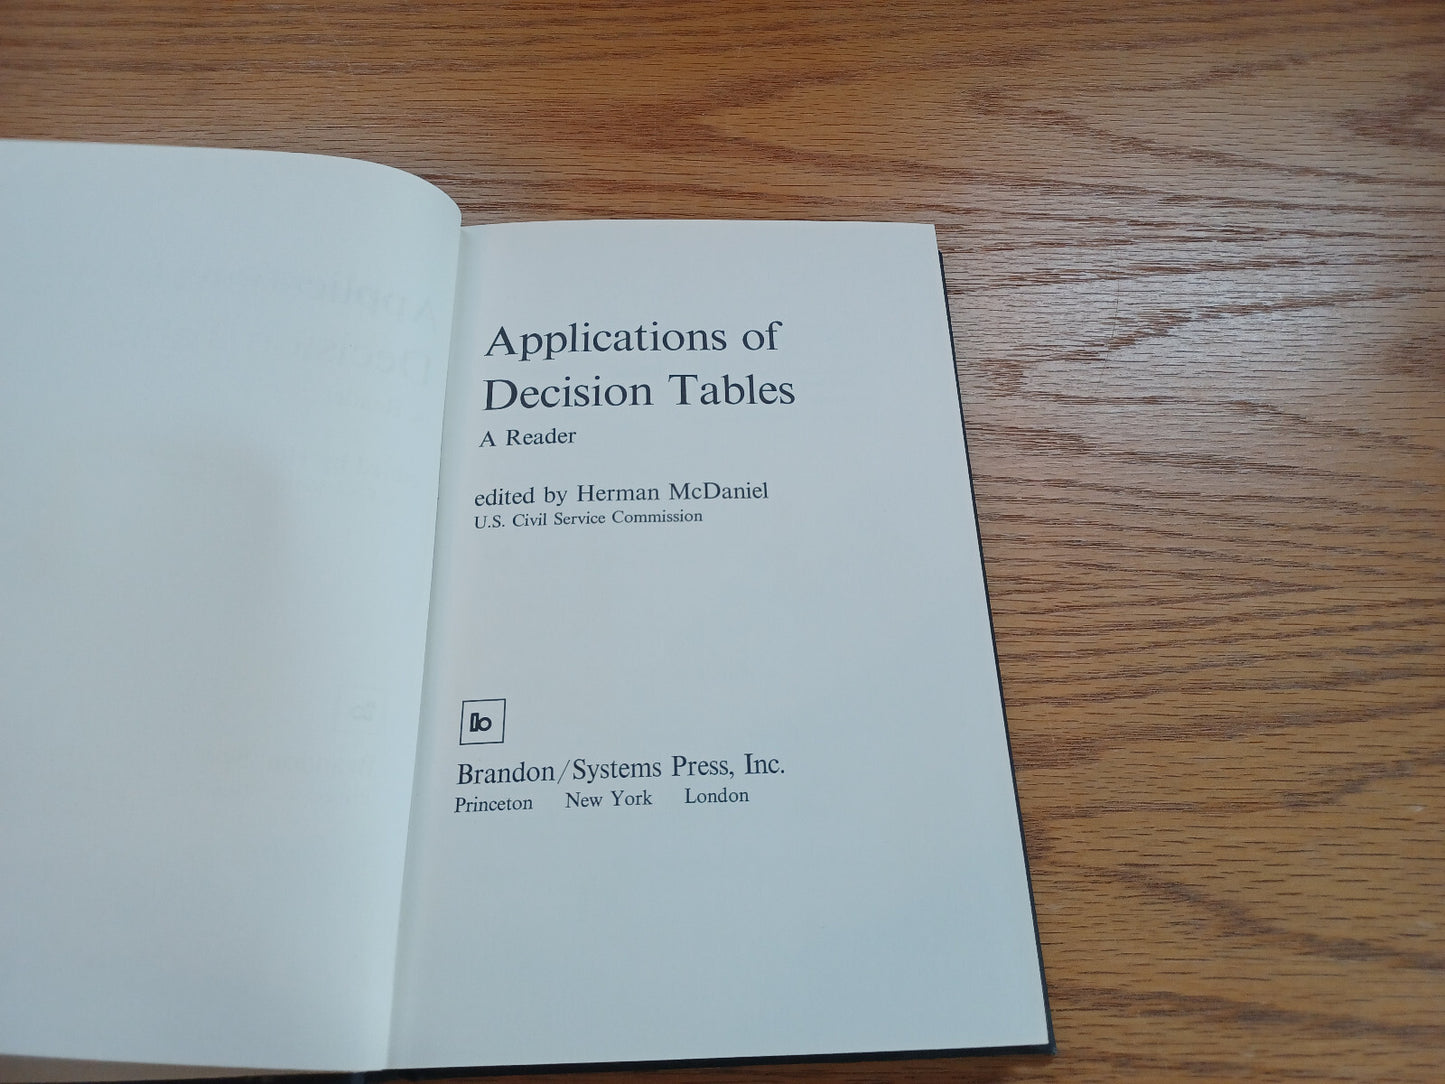 Applications of
Decision Tables
A Reader
edited by Herman McDaniel
U.S. Civil Service Commission
Brandon/Systems Press, Inc.
Princeton New York London